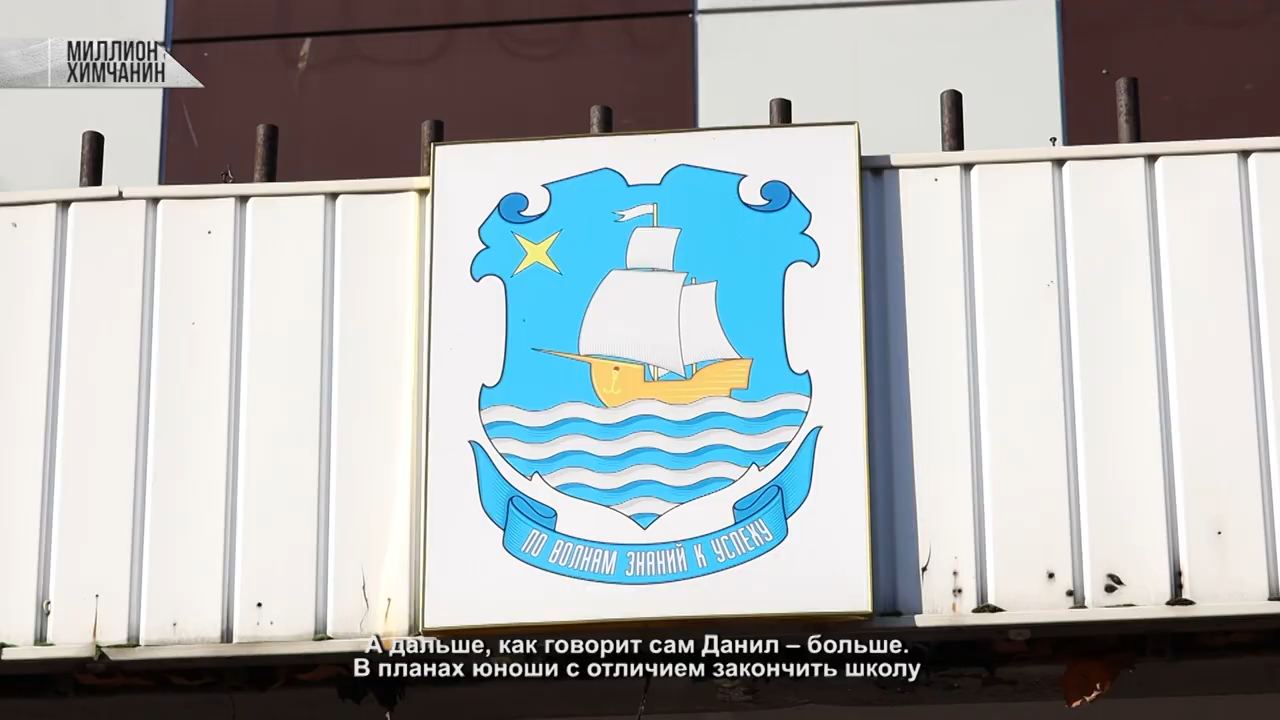 МИЛЛИОН
ХИМЧАНИН
ПО ВОЛНАМ ЗНАНИЙ К УСПЕХУ
А дальше, как говорит сам Данил – больше.
В планах юноши с отличием закончить школу